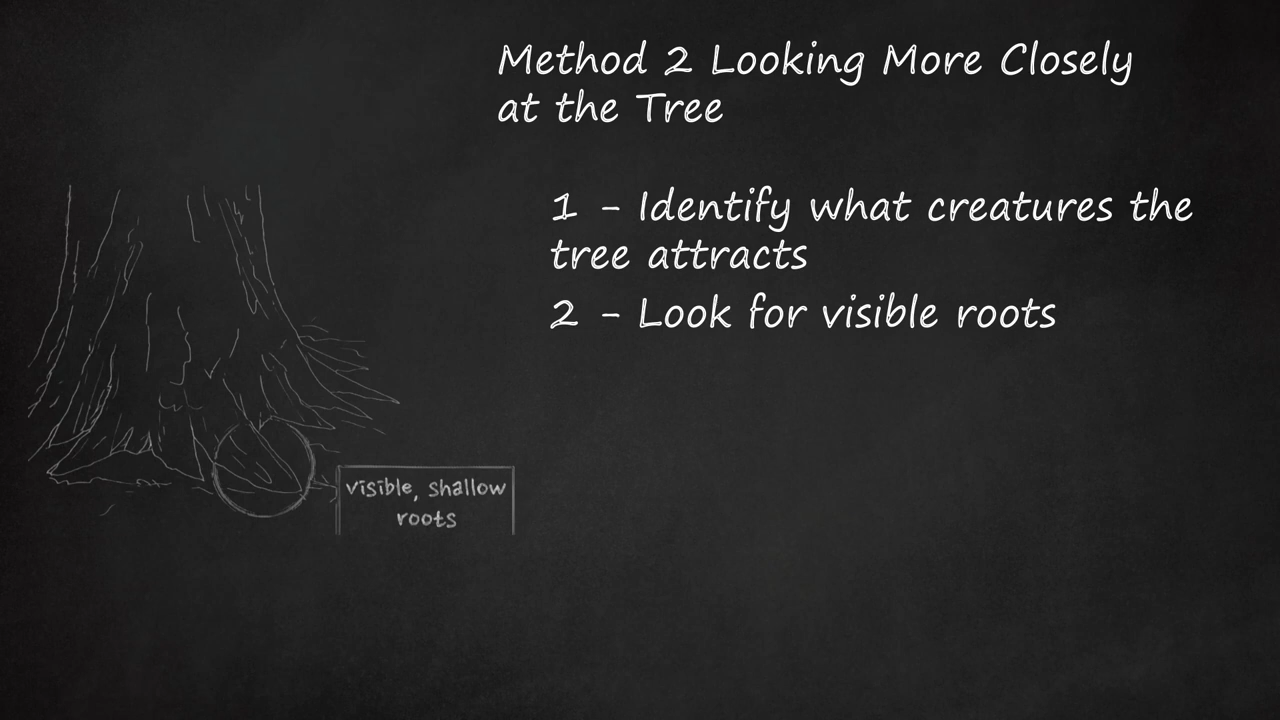 Method 2 Looking More Closely
at the Tree
1 - Identify what creatures the
tree attracts
2 - Look for visible roots
visible, shallow
roots